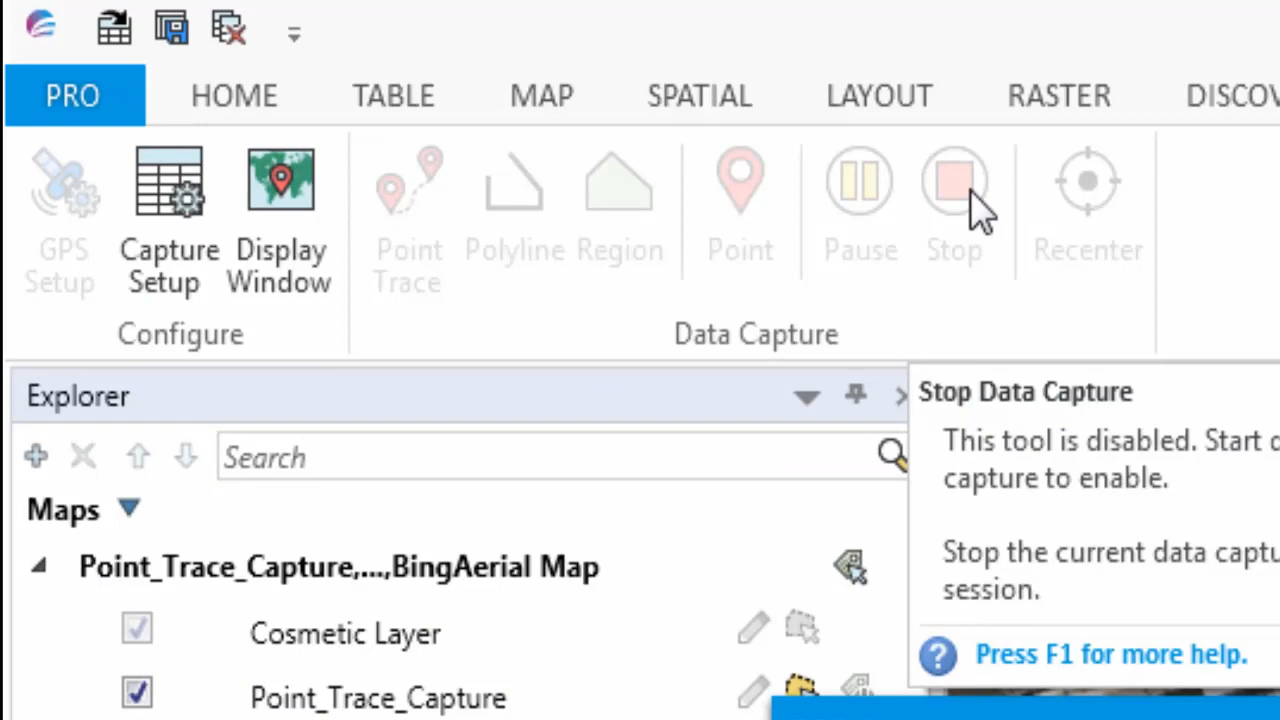 PRO HOME TABLE MAP SPATIAL LAYOUT RASTER DISCOV
GPS Setup
Capture Setup
Display Window
Point Trace
Polyline
Region
Point
Pause
Stop
Recenter
Configure
Data Capture
Explorer
Search
Maps
Point_Trace_Capture,...,BingAerial Map
Cosmetic Layer
Point_Trace_Capture
Stop Data Capture
This tool is disabled. Start
capture to enable.
Stop the current data captu
session.
? Press F1 for more help.